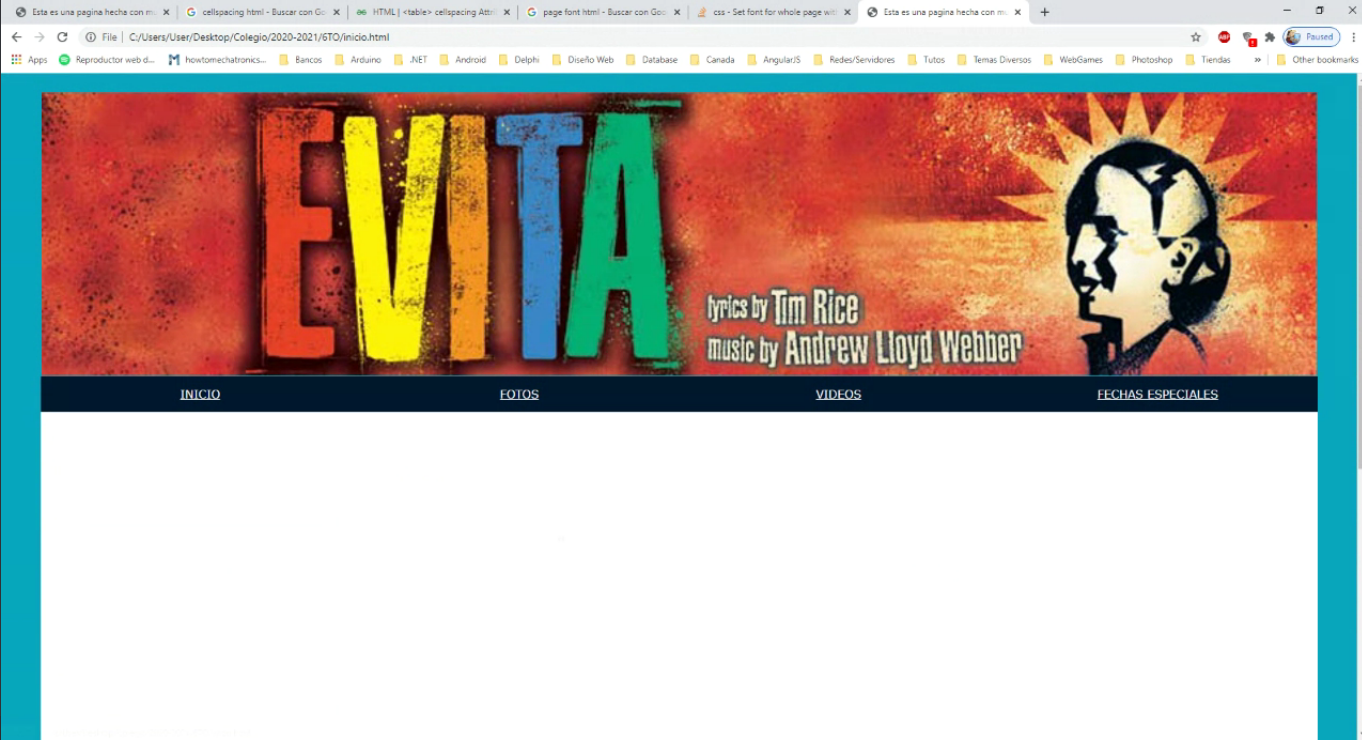 Esta es una pagina hecha con mu
cellspacing html - Buscar con Go
HTML | <table> cellspacing Attri
page font html - Buscar con Goo
css - Set font for whole page wit
Esta es una pagina hecha con mu
File | C:/Users/User/Desktop/Colegio/2020-2021/6TO/inicio.html
ABP
Paused
Apps Reproductor web d... howtomechatronics... Bancos Arduino .NET Android Delphi Diseño Web Database Canada AngularJS Redes/Servidores Tutos Temas Diversos WebGames Photoshop Tiendas » Other bookmarks
EVITA
lyrics by Tim Rice
music by Andrew Lloyd Webber
INICIO FOTOS VIDEOS FECHAS ESPECIALES